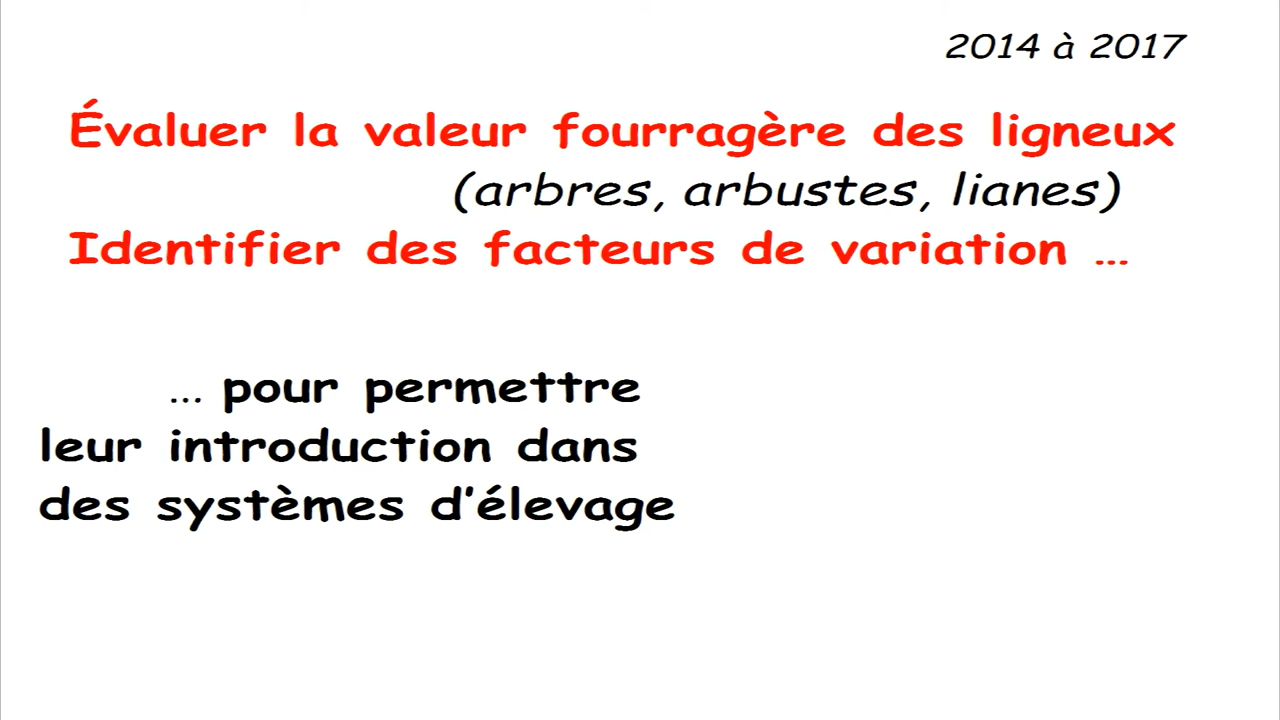 2014 à 2017
Évaluer la valeur fourragère des ligneux
(arbres, arbustes, lianes)
Identifier des facteurs de variation …
… pour permettre
leur introduction dans
des systèmes d’élevage